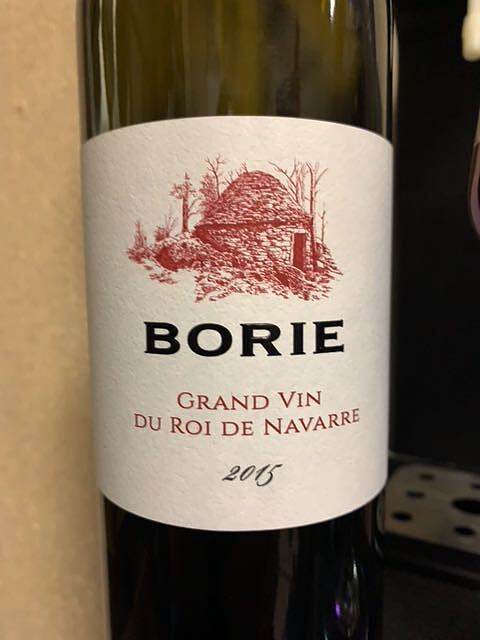 BORIE
GRAND VIN
DU ROI DE NAVARRE
2015